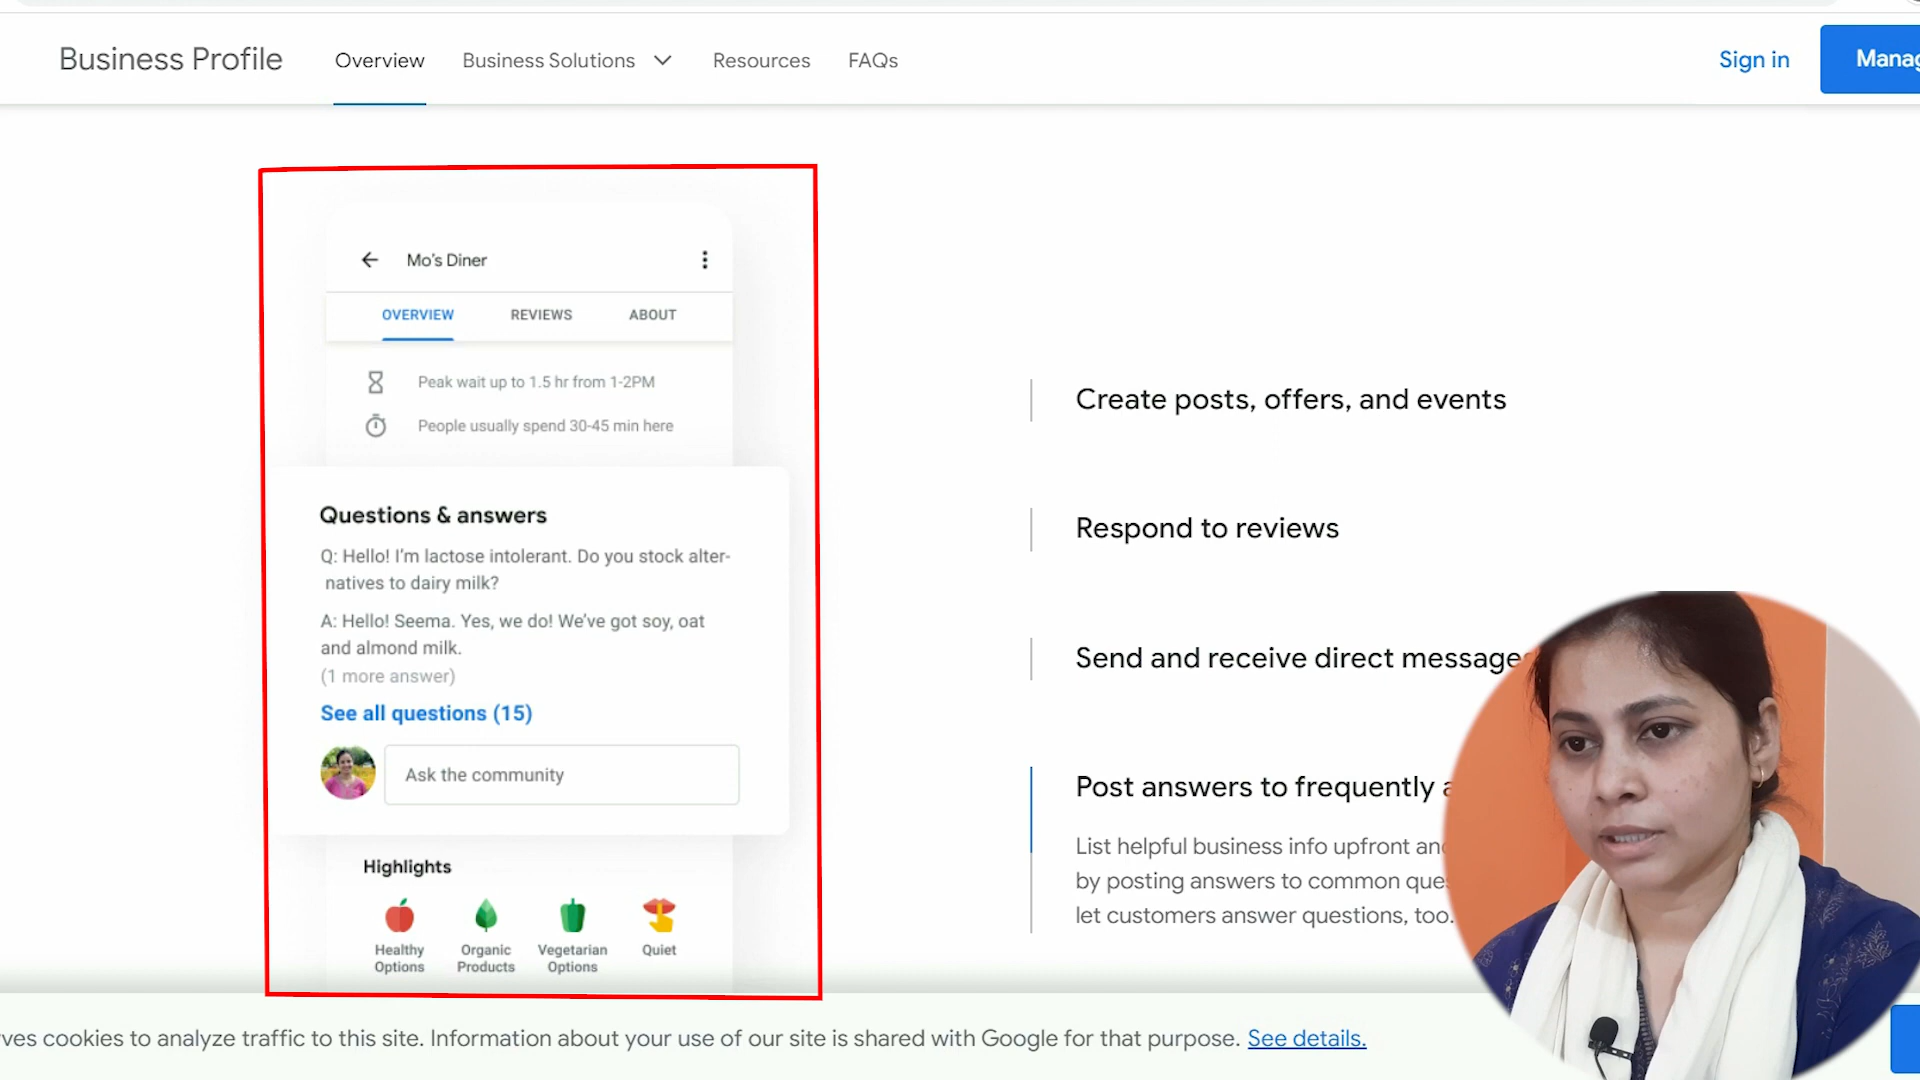 Business Profile
Overview
Business Solutions
Resources
FAQs
Sign in
Mo's Diner
OVERVIEW
REVIEWS
ABOUT
Peak wait up to 1.5 hr from 1-2PM
People usually spend 30-45 min here
Questions & answers
Q: Hello! I'm lactose intolerant. Do you stock alter-
natives to dairy milk?
A: Hello! Seema. Yes, we do! We've got soy, oat
and almond milk.
(1 more answer)
See all questions (15)
Ask the community
Highlights
Healthy
Options
Organic
Products
Vegetarian
Options
Quiet
Create posts, offers, and events
Respond to reviews
Send and receive direct message
Post answers to frequently
List helpful business info upfront
by posting answers to common
let customers answer questions, too.
cookies to analyze traffic to this site. Information about your use of our site is shared with Google for that purpose. See details.